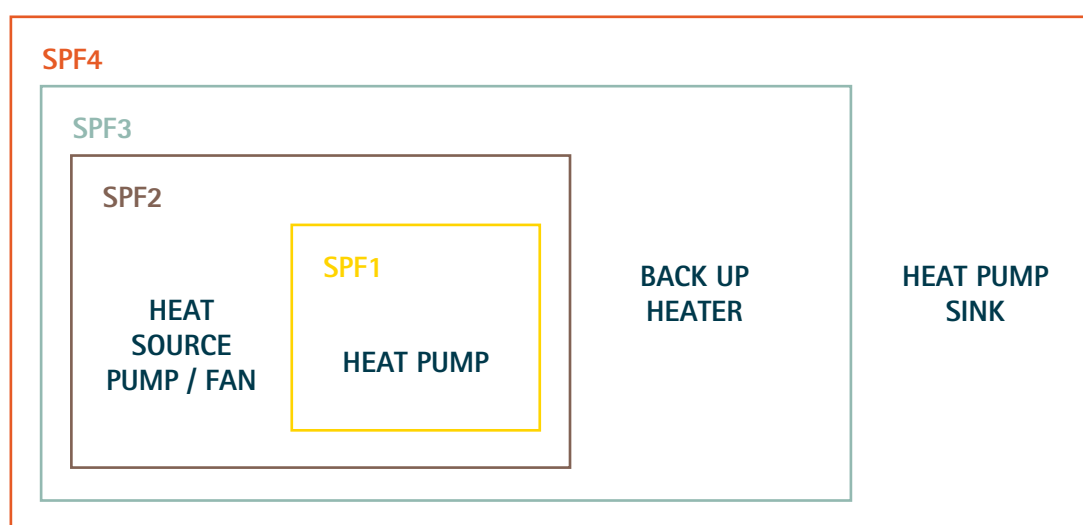 SPF4
SPF3
SPF2
SPF1
HEAT
SOURCE
PUMP / FAN
HEAT PUMP
BACK UP
HEATER
HEAT PUMP
SINK